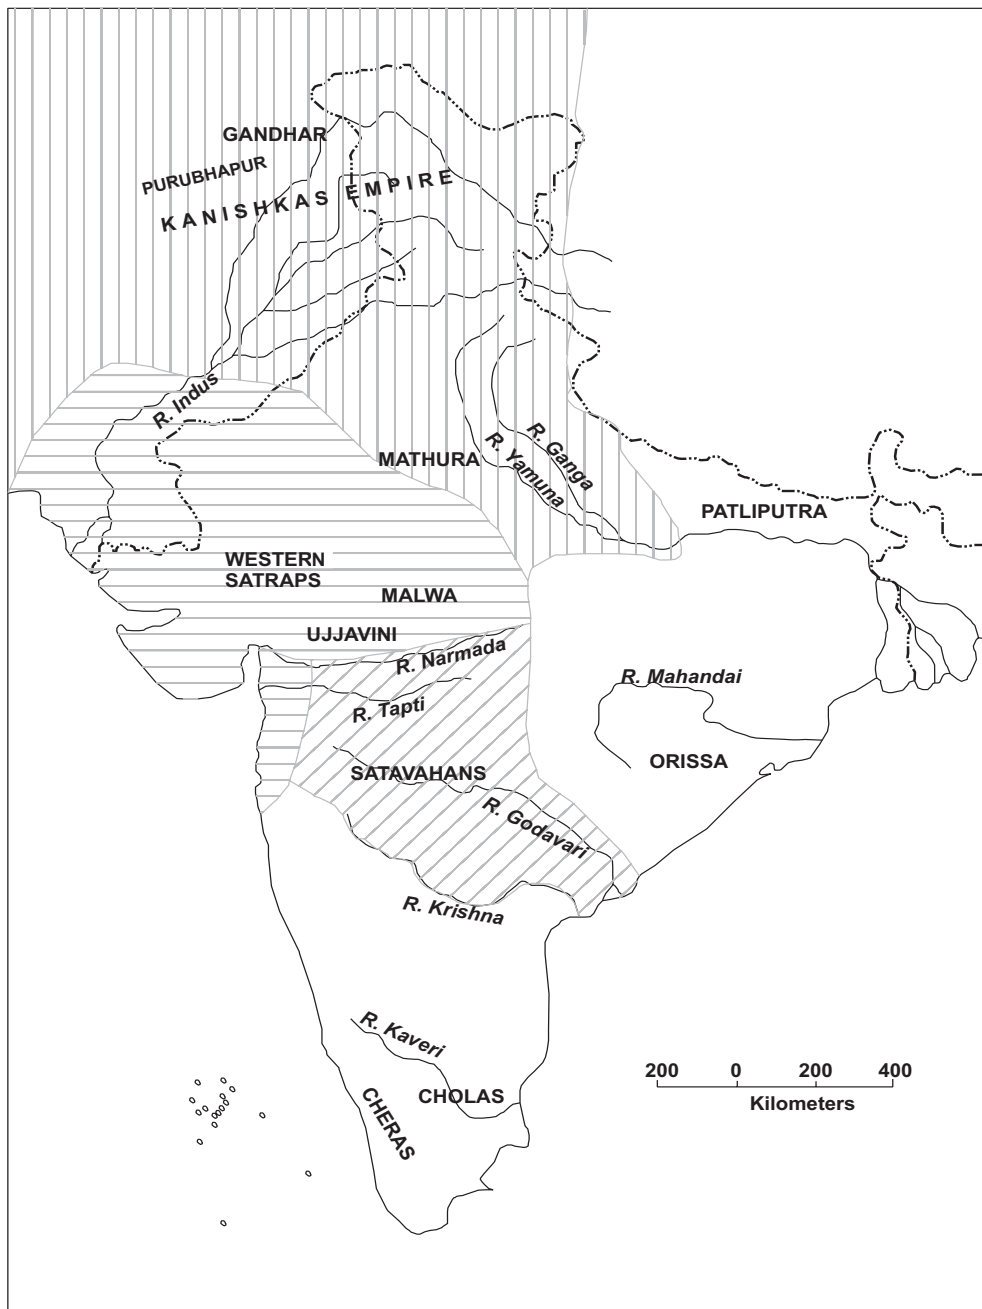 GANDHAR
PURUBHAPUR
KANISHKAS EMPIRE
R. Indus
MATHURA
R. Ganga
R. Yamuna
PATLIPUTRA
WESTERN
SATRAPS
MALWA
UJJAVINI
R. Narmada
R. Mahandai
R. Tapti
ORISSA
SATAVAHANS
R. Godavari
R. Krishna
R. Kaveri
CHOLAS
CHERAS
200 0 200 400
Kilometers